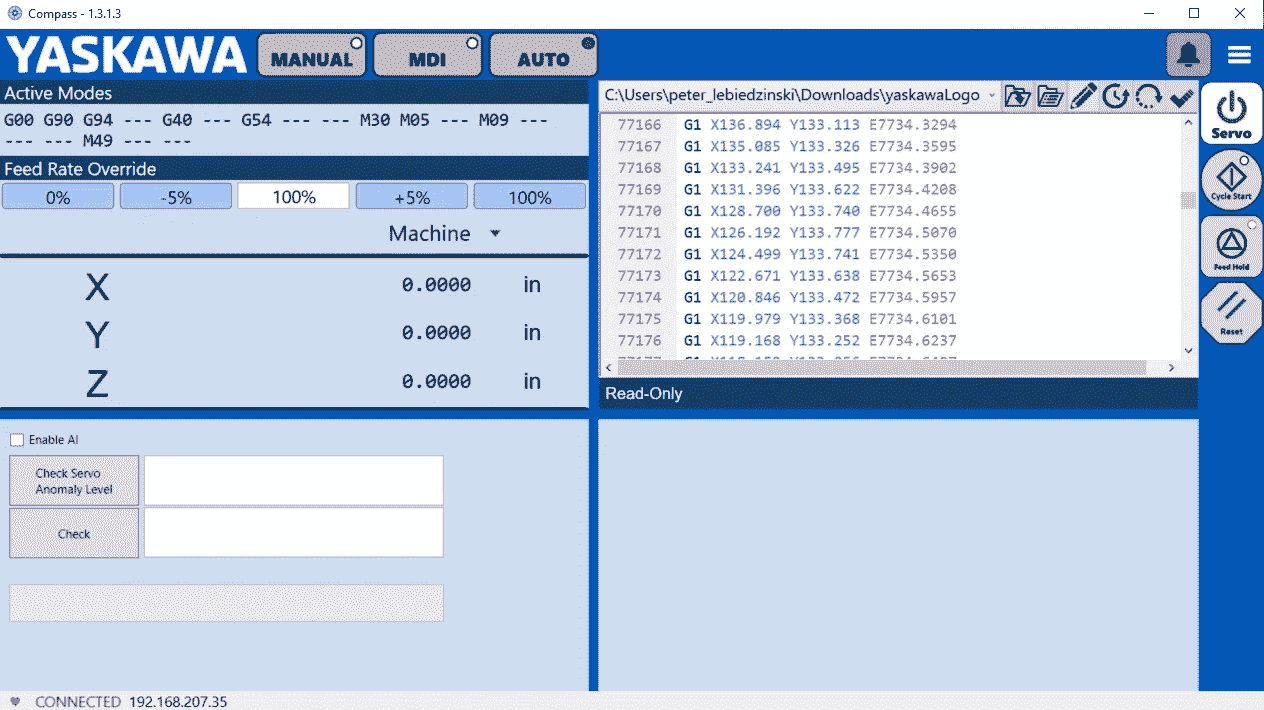 Compass - 1.3.1.3
YASKAWA
MANUAL
MDI
AUTO
Active Modes
G00 G90 G94 --- G40 --- G54 --- --- M30 M05 --- M09 ---
--- --- M49 --- ---
Feed Rate Override
0%
-5%
100%
+5%
100%
Machine
X 0.0000 in
Y 0.0000 in
Z 0.0000 in
Enable AI
Check Servo
Anomaly Level
Check
C:\Users\peter_lebiedzinski\Downloads\yaskawaLogo
77166 G1 X136.894 Y133.113 E7734.3294
77167 G1 X135.085 Y133.326 E7734.3595
77168 G1 X133.241 Y133.495 E7734.3902
77169 G1 X131.396 Y133.622 E7734.4208
77170 G1 X128.700 Y133.740 E7734.4655
77171 G1 X126.192 Y133.777 E7734.5070
77172 G1 X124.499 Y133.741 E7734.5350
77173 G1 X122.671 Y133.638 E7734.5653
77174 G1 X120.846 Y133.472 E7734.5957
77175 G1 X119.979 Y133.368 E7734.6101
77176 G1 X119.168 Y133.252 E7734.6237
Read-Only
Servo
Cycle Start
Feed Hold
Reset
CONNECTED 192.168.207.35